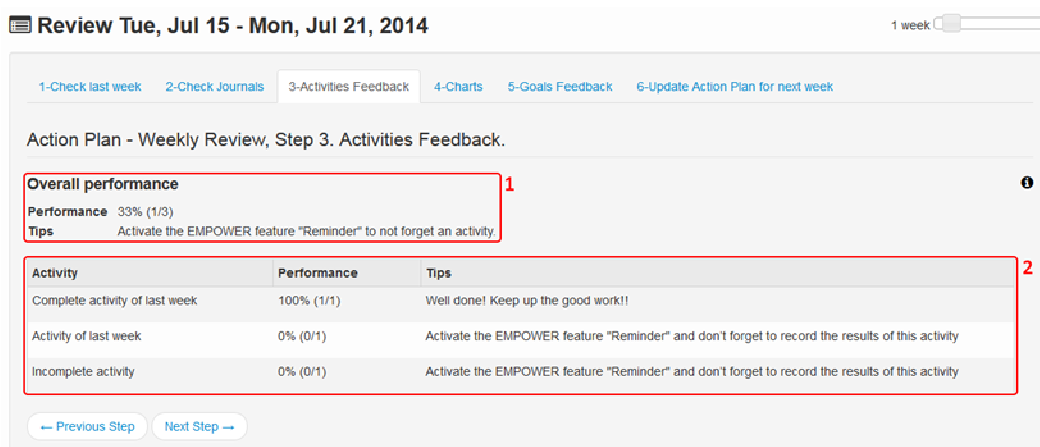 Review Tue, Jul 15 - Mon, Jul 21, 2014
1 week
1-Check last week 2-Check Journals 3-Activities Feedback 4-Charts 5-Goals Feedback 6-Update Action Plan for next week
Action Plan - Weekly Review, Step 3. Activities Feedback.
Overall performance 1
Performance 33% (1/3)
Tips Activate the EMPOWER feature "Reminder" to not forget an activity.
2
Activity Performance Tips
Complete activity of last week 100% (1/1) Well done! Keep up the good work!!
Activity of last week 0% (0/1) Activate the EMPOWER feature "Reminder" and don't forget to record the results of this activity
Incomplete activity 0% (0/1) Activate the EMPOWER feature "Reminder" and don't forget to record the results of this activity
← Previous Step Next Step →